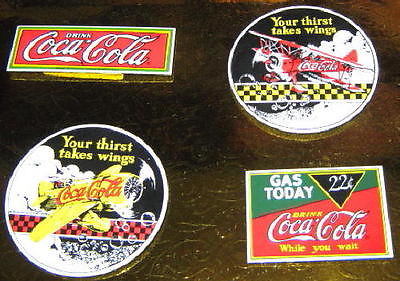 DRINK
Coca-Cola
Your thirst
takes wings
Coca-Cola
Your thirst
takes wings
Coca-Cola
GAS
TODAY
22¢
DRINK
Coca-Cola
While you wait